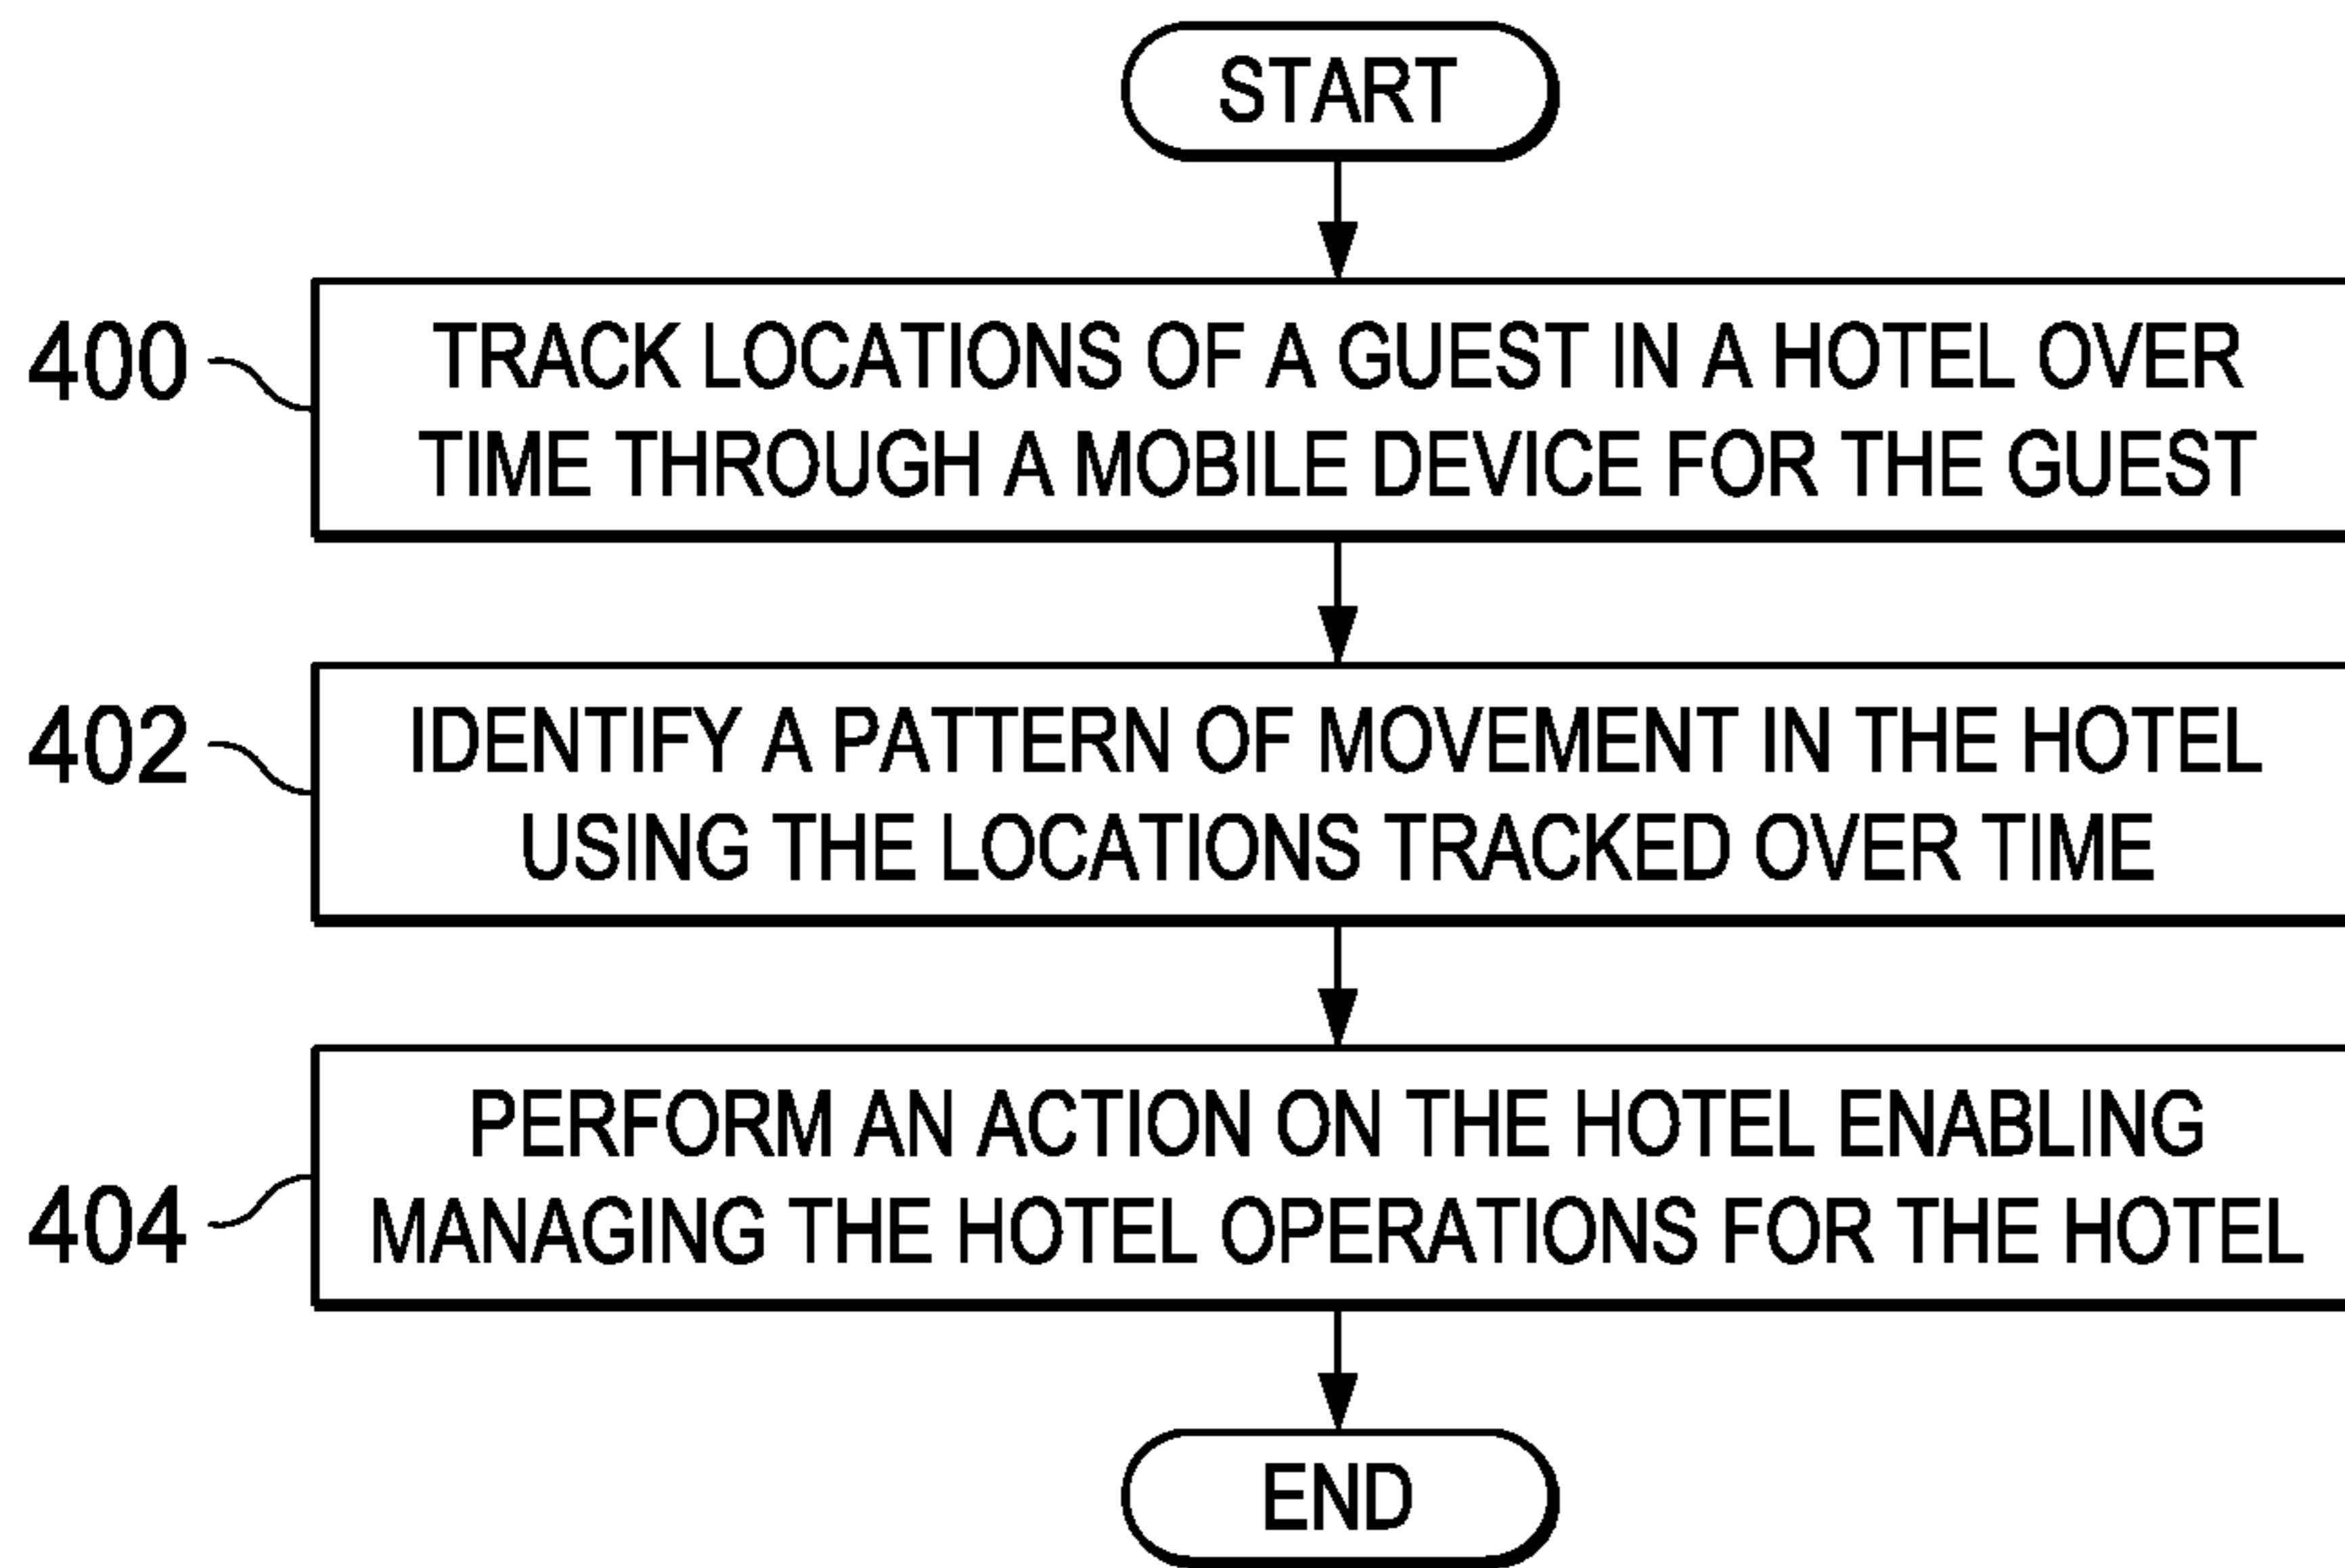 START
400
TRACK LOCATIONS OF A GUEST IN A HOTEL OVER
TIME THROUGH A MOBILE DEVICE FOR THE GUEST
402
IDENTIFY A PATTERN OF MOVEMENT IN THE HOTEL
USING THE LOCATIONS TRACKED OVER TIME
404
PERFORM AN ACTION ON THE HOTEL ENABLING
MANAGING THE HOTEL OPERATIONS FOR THE HOTEL
END